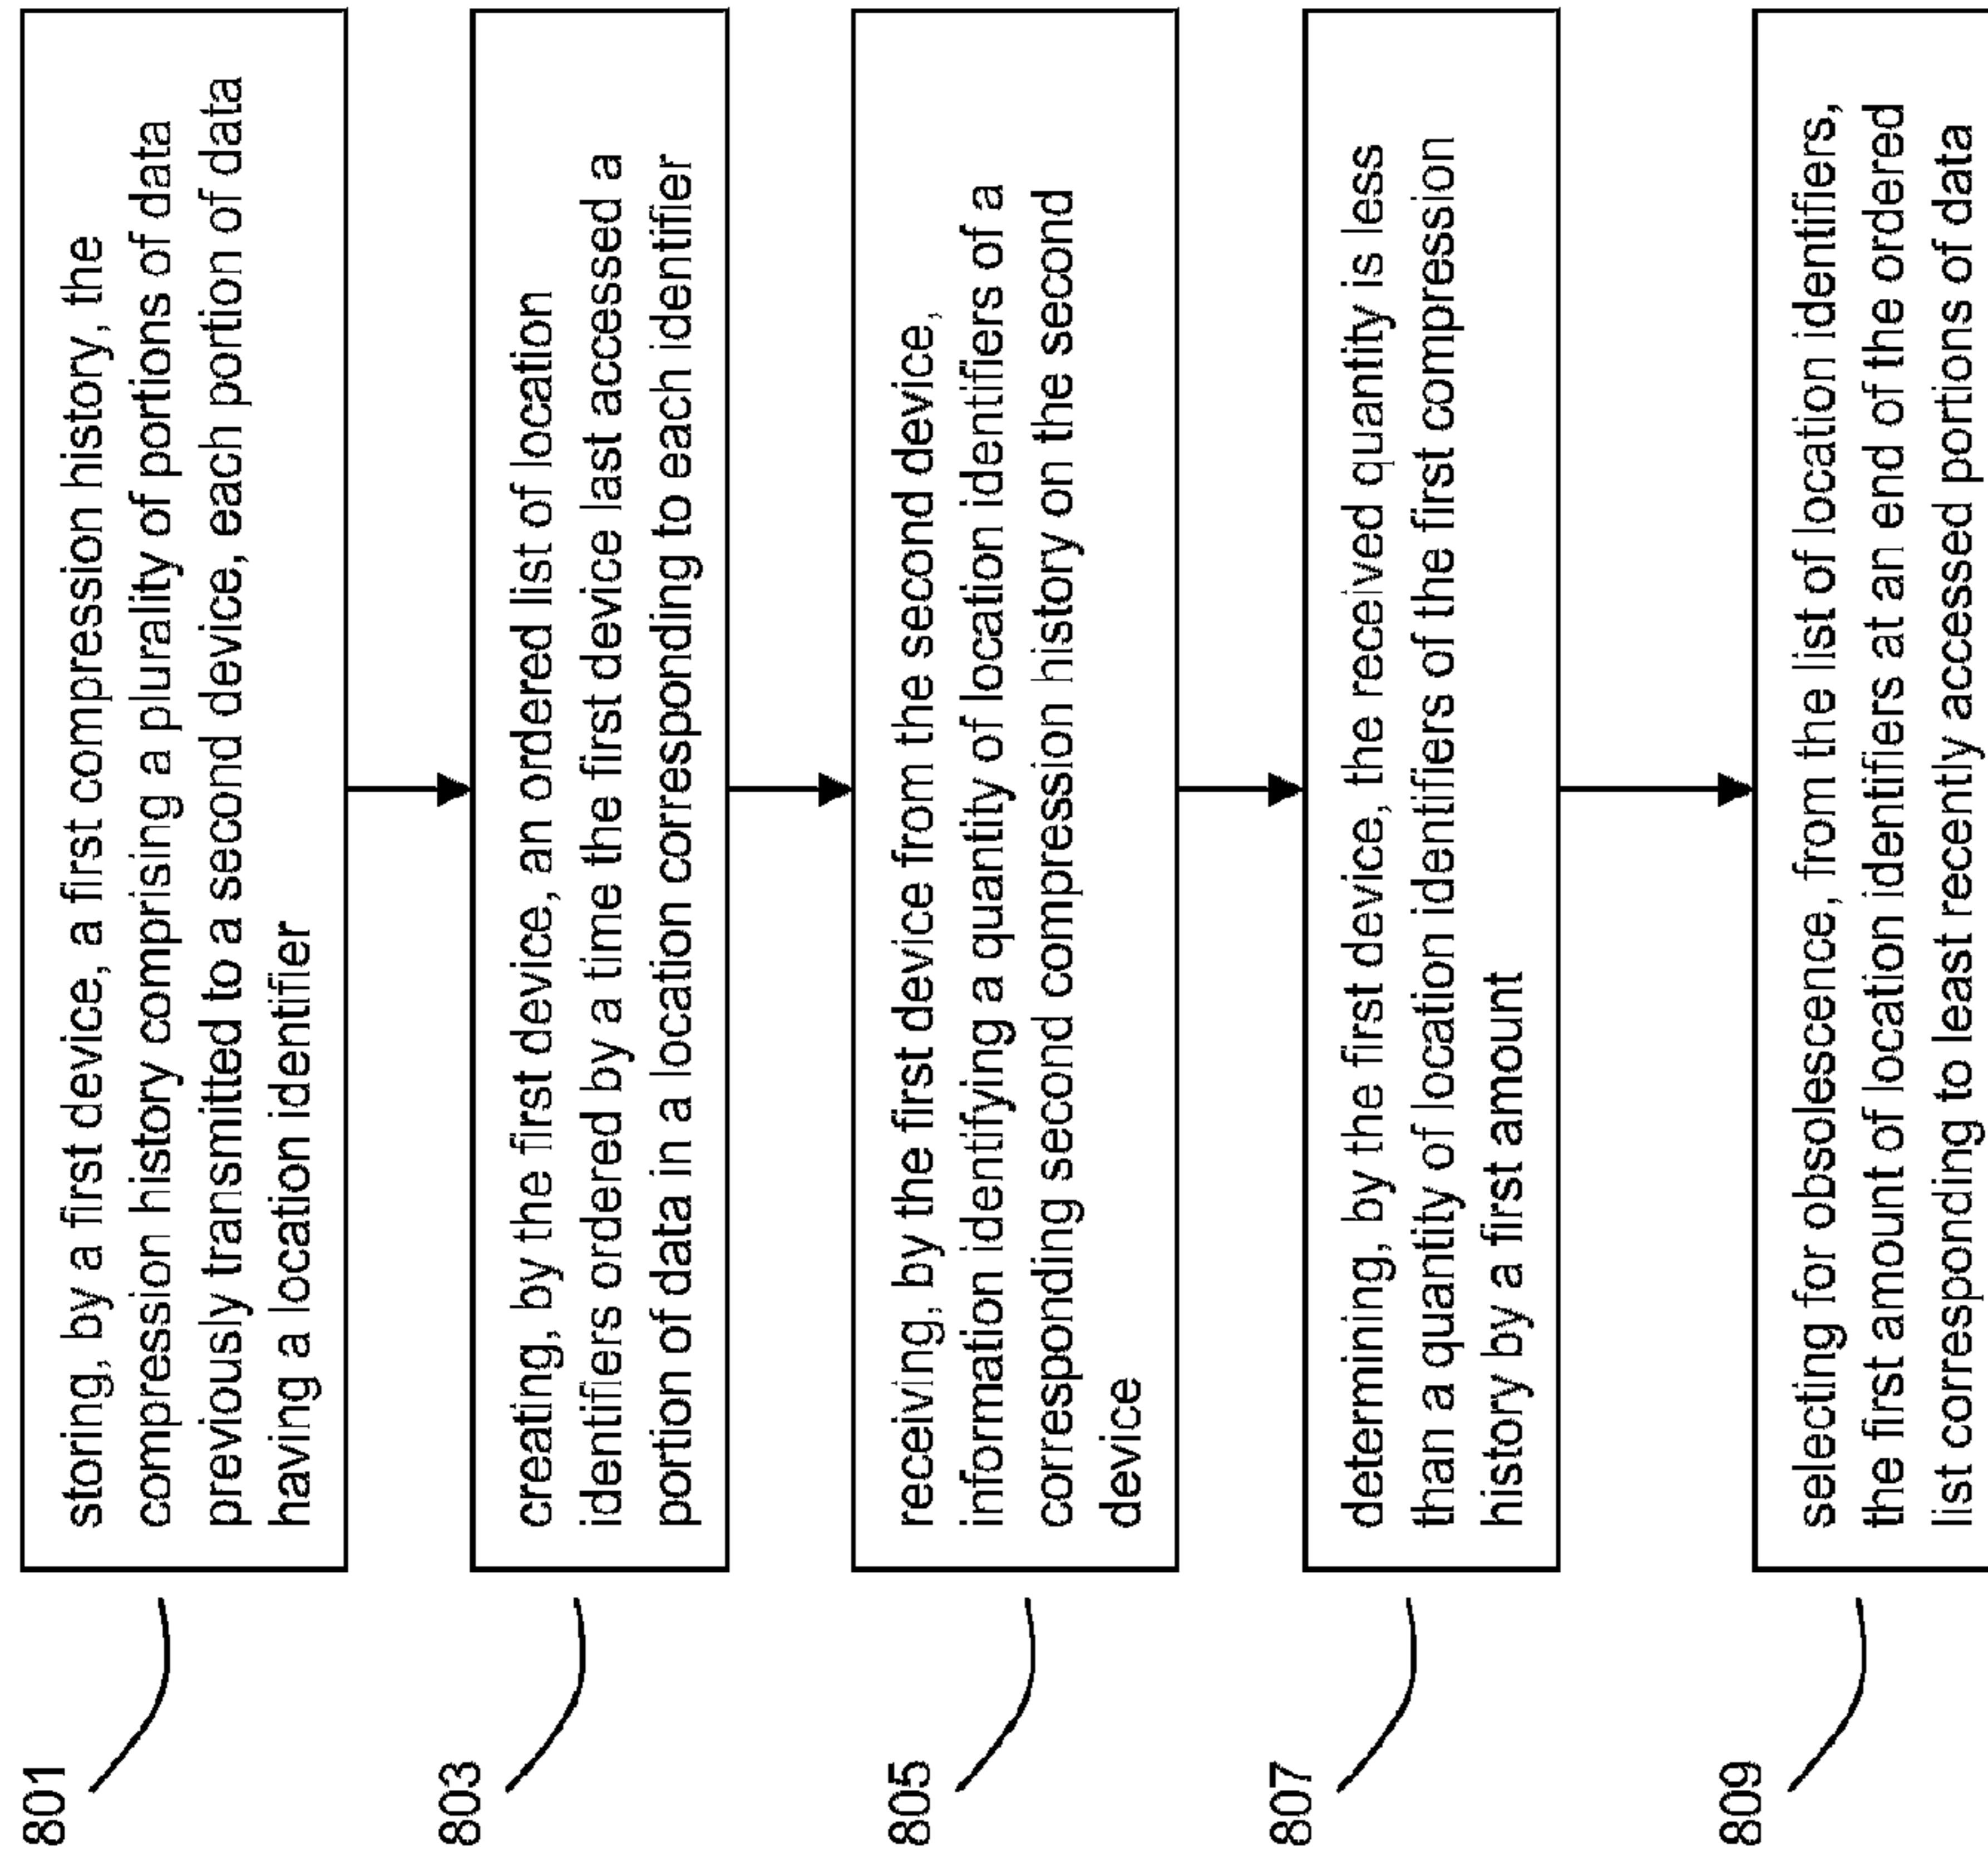 801
storing, by a first device, a first compression history, the
compression history comprising a plurality of portions of data
previously transmitted to a second device, each portion of data
having a location identifier
803
creating, by the first device, an ordered list of location
identifiers ordered by a time the first device last accessed a
portion of data in a location corresponding to each identifier
805
receiving, by the first device from the second device,
information identifying a quantity of location identifiers of a
corresponding second compression history on the second
device
807
determining, by the first device, the received quantity is less
than a quantity of location identifiers of the first compression
history by a first amount
809
selecting for obsolescence, from the list of location identifiers,
the first amount of location identifiers at an end of the ordered
list corresponding to least recently accessed portions of data